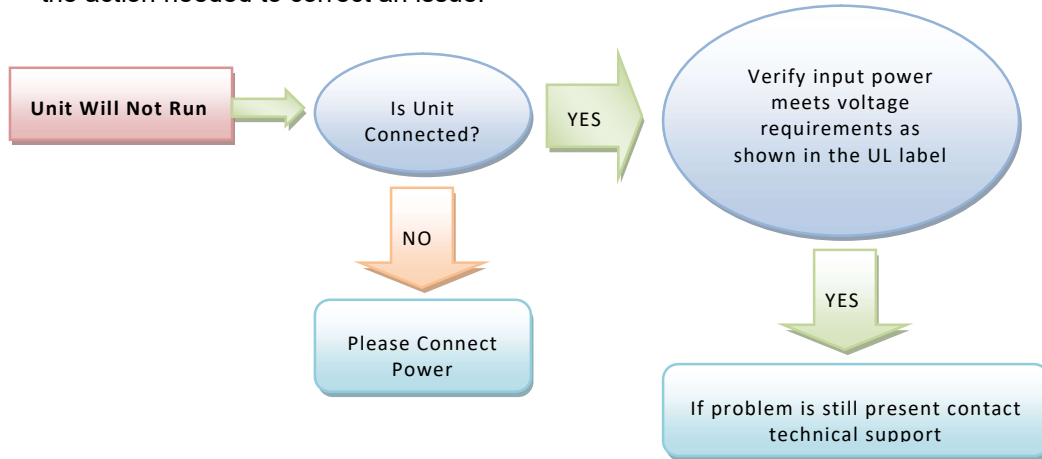 the action needed to correct an issue.
Unit Will Not Run
Is Unit
Connected?
YES
Verify input power
meets voltage
requirements as
shown in the UL label
NO
Please Connect
Power
YES
If problem is still present contact
technical support